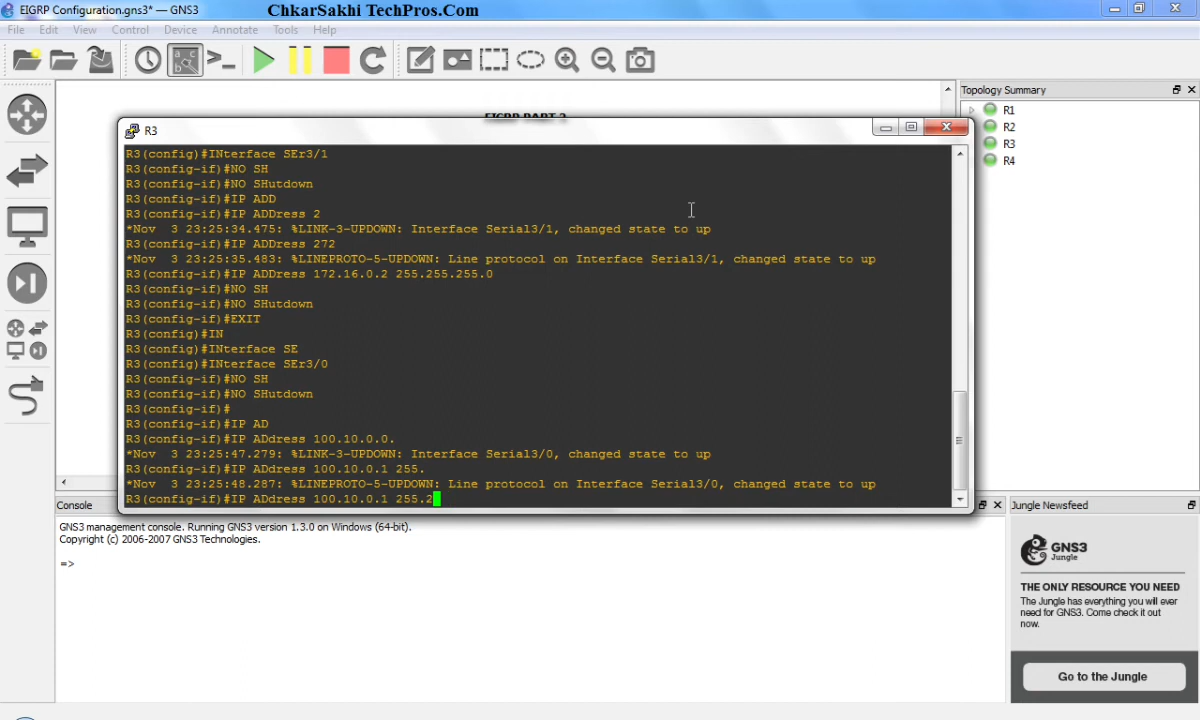 EIGRP Configuration.gns3* — GNS3
ChkarSakhi TechPros.Com
File Edit View Control Device Annotate Tools Help
Topology Summary
R1
R2
R3
R4
EIGRP PART 2
R3
R3(config)#INterface SEr3/1
R3(config-if)#NO SH
R3(config-if)#NO SHutdown
R3(config-if)#IP ADD
R3(config-if)#IP ADDress 2
*Nov  3 23:25:34.475: %LINK-3-UPDOWN: Interface Serial3/1, changed state to up
R3(config-if)#IP ADDress 272
*Nov  3 23:25:35.483: %LINEPROTO-5-UPDOWN: Line protocol on Interface Serial3/1, changed state to up
R3(config-if)#IP ADDress 172.16.0.2 255.255.255.0
R3(config-if)#NO SH
R3(config-if)#NO SHutdown
R3(config-if)#EXIT
R3(config)#IN
R3(config)#INterface SE
R3(config)#INterface SEr3/0
R3(config-if)#NO SH
R3(config-if)#NO SHutdown
R3(config-if)#
R3(config-if)#IP AD
R3(config-if)#IP ADdress 100.10.0.0.
*Nov  3 23:25:47.279: %LINK-3-UPDOWN: Interface Serial3/0, changed state to up
R3(config-if)#IP ADdress 100.10.0.1 255.
*Nov  3 23:25:48.287: %LINEPROTO-5-UPDOWN: Line protocol on Interface Serial3/0, changed state to up
R3(config-if)#IP ADdress 100.10.0.1 255.2
Console
GNS3 management console. Running GNS3 version 1.3.0 on Windows (64-bit).
Copyright (c) 2006-2007 GNS3 Technologies.
=>
Jungle Newsfeed
GNS3
Jungle
THE ONLY RESOURCE YOU NEED
The Jungle has everything you will ever
need for GNS3. Come check it out
now.
Go to the Jungle